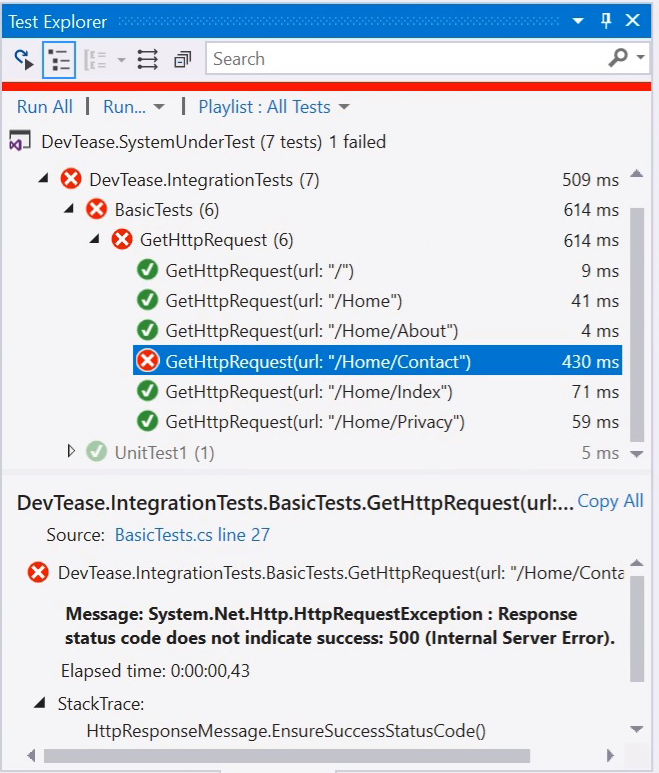 Test Explorer
Search
Run All | Run... | Playlist : All Tests
DevTease.SystemUnderTest (7 tests) 1 failed
DevTease.IntegrationTests (7) 509 ms
BasicTests (6) 614 ms
GetHttpRequest (6) 614 ms
GetHttpRequest(url: "/") 9 ms
GetHttpRequest(url: "/Home") 41 ms
GetHttpRequest(url: "/Home/About") 4 ms
GetHttpRequest(url: "/Home/Contact") 430 ms
GetHttpRequest(url: "/Home/Index") 71 ms
GetHttpRequest(url: "/Home/Privacy") 59 ms
UnitTest1 (1) 5 ms
DevTease.IntegrationTests.BasicTests.GetHttpRequest(url:... Copy All
Source: BasicTests.cs line 27
DevTease.IntegrationTests.BasicTests.GetHttpRequest(url: "/Home/Conta
Message: System.Net.Http.HttpRequestException : Response
status code does not indicate success: 500 (Internal Server Error).
Elapsed time: 0:00:00,43
StackTrace:
HttpResponseMessage.EnsureSuccessStatusCode()